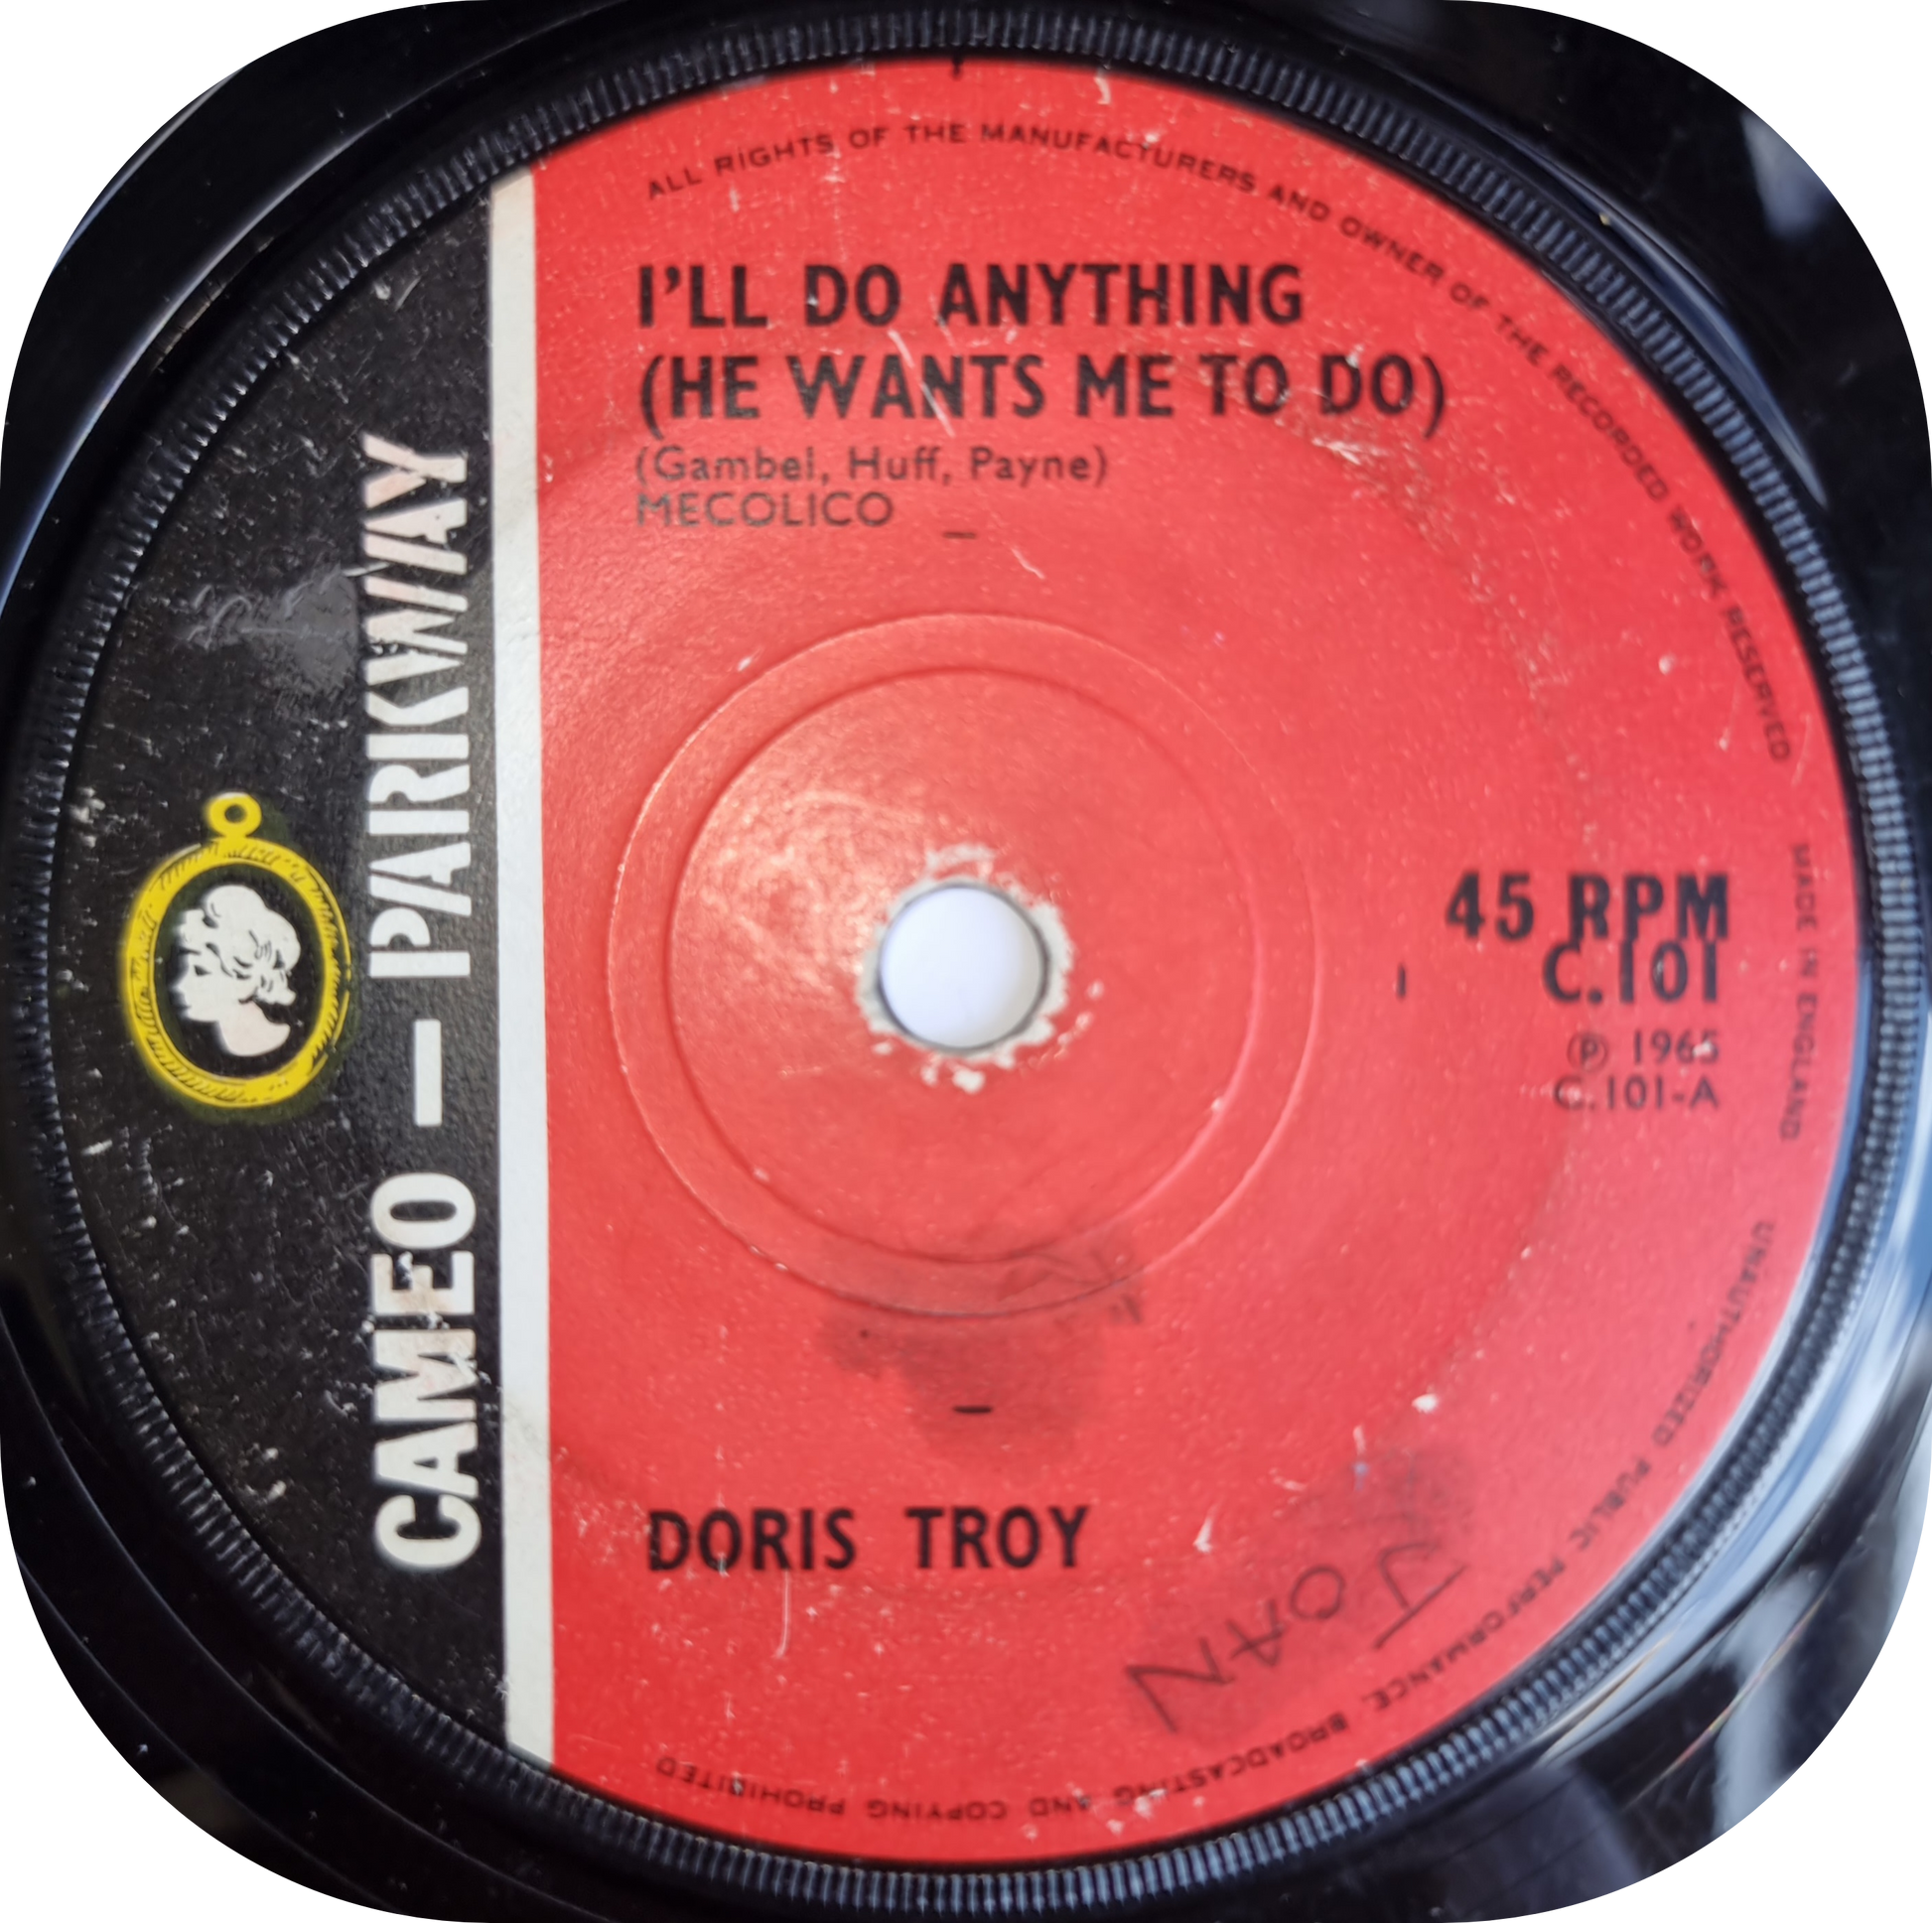 ALL RIGHTS OF THE MANUFACTURERS AND OWNER OF THE RECORDED WORK RESERVED
I'LL DO ANYTHING
(HE WANTS ME TO DO)
(Gambel, Huff, Payne)
MECOLICO
CAMEO — PARKWAY
45 RPM
C.101
℗ 1965
C.101-A
MADE IN ENGLAND
DORIS TROY
JOAN
UNAUTHORIZED PUBLIC PERFORMANCE, BROADCASTING AND COPYING PROHIBITED